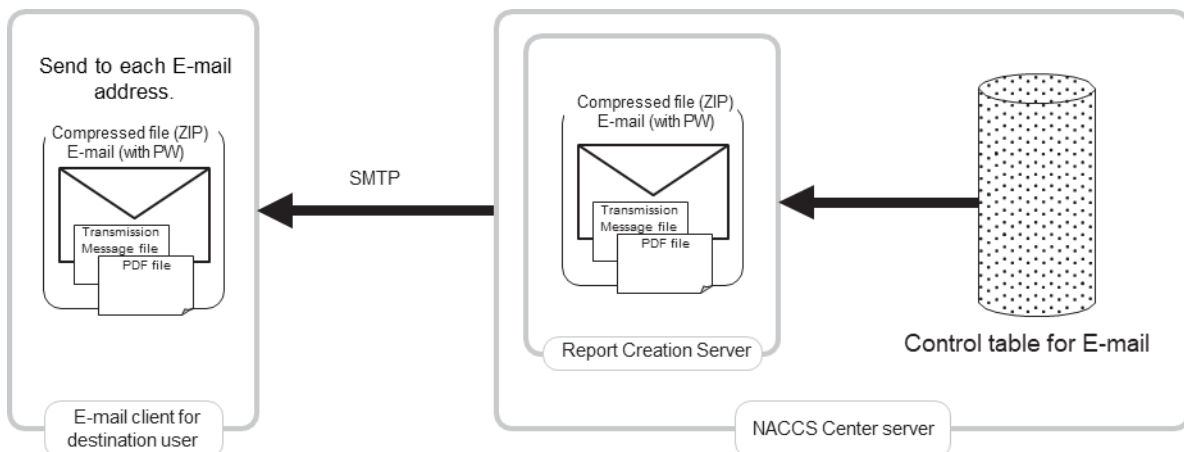 Send to each E-mail
address.
Compressed file (ZIP)
E-mail (with PW)
Transmission
Message file
PDF file
E-mail client for
destination user
SMTP
Compressed file (ZIP)
E-mail (with PW)
Transmission
Message file
PDF file
Report Creation Server
Control table for E-mail
NACCS Center server